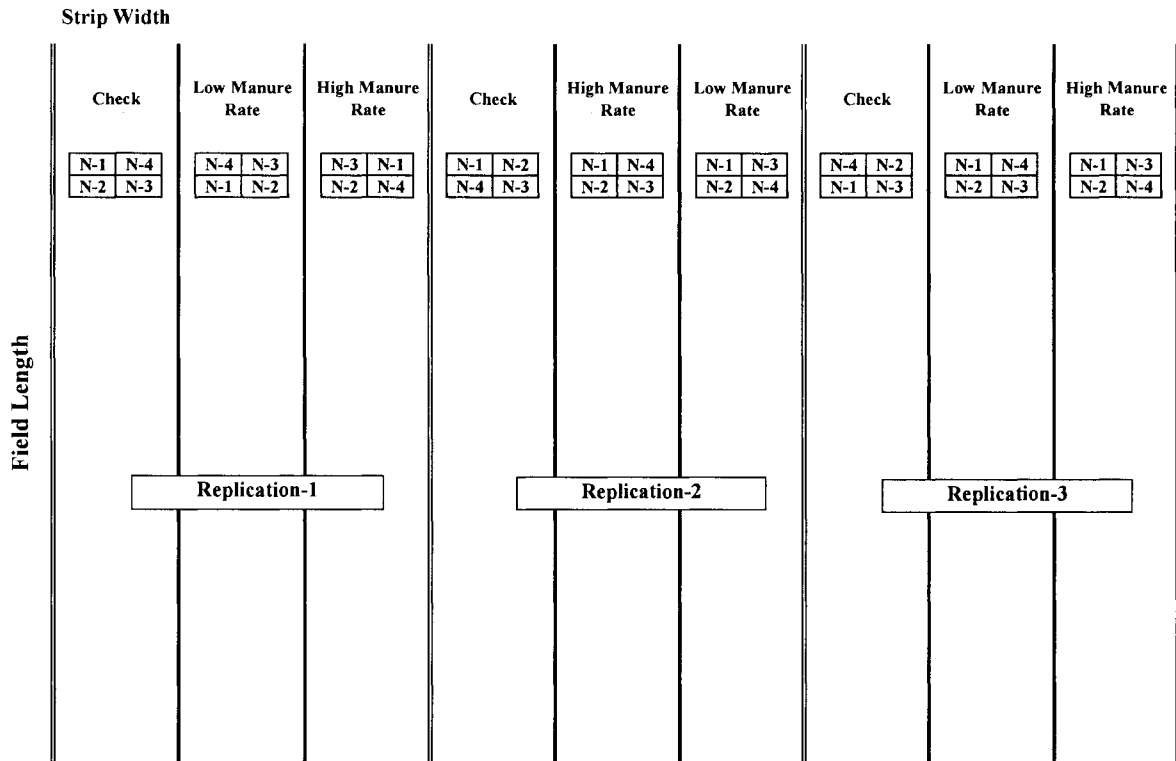 Strip Width
Check
Low Manure
Rate
High Manure
Rate
Check
High Manure
Rate
Low Manure
Rate
Check
Low Manure
Rate
High Manure
Rate
N-1 N-4
N-2 N-3
N-4 N-3
N-1 N-2
N-3 N-1
N-2 N-4
N-1 N-2
N-4 N-3
N-1 N-4
N-2 N-3
N-1 N-3
N-2 N-4
N-4 N-2
N-1 N-3
N-1 N-4
N-2 N-3
N-1 N-3
N-2 N-4
Field Length
Replication-1
Replication-2
Replication-3